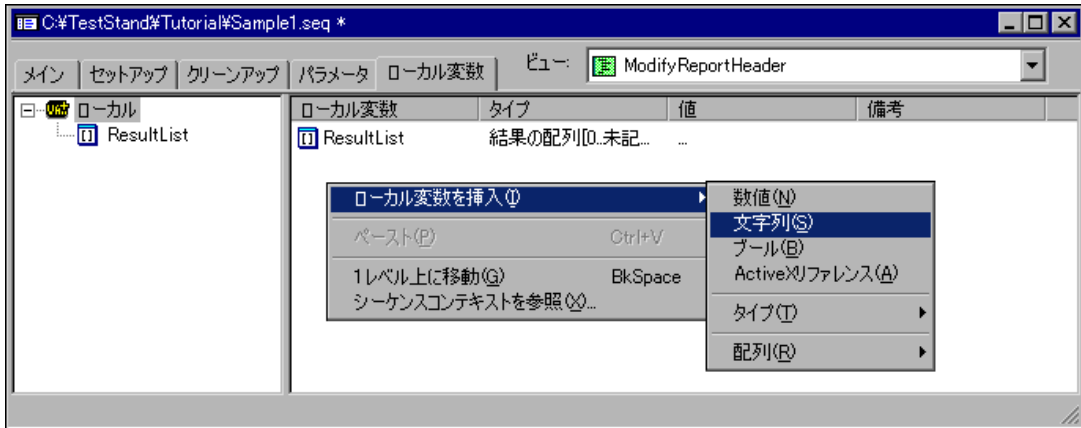 C:¥TestStand¥Tutorial¥Sample1.seq *
メイン セットアップ クリーンアップ パラメータ ローカル変数 ビュー: ModifyReportHeader
ローカル ローカル変数 タイプ 値 備考
ResultList ResultList 結果の配列[0..未記... ...
ローカル変数を挿入(I) 数値(N)
文字列(S)
ペースト(P) Ctrl+V ブール(B)
ActiveXリファレンス(A)
1レベル上に移動(G) BkSpace
シーケンスコンテキストを参照(X)... タイプ(T)
配列(R)